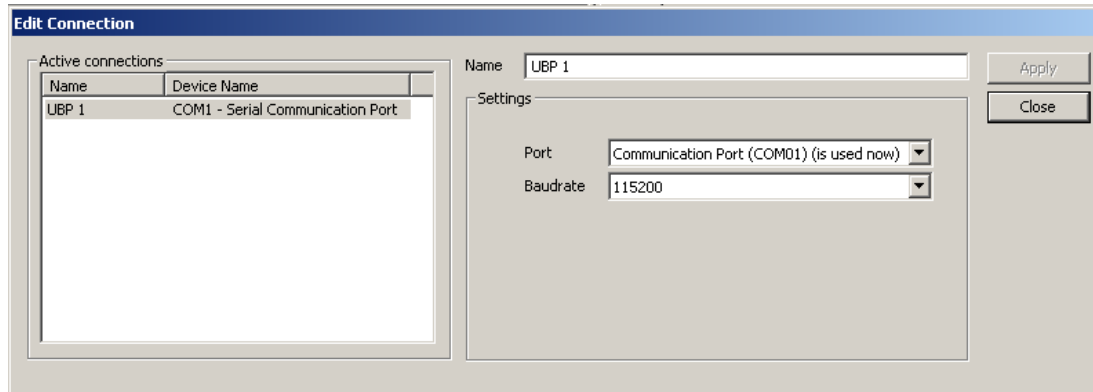 Edit Connection
Active connections
Name Device Name
UBP 1 COM1 - Serial Communication Port
Name UBP 1
Settings
Port Communication Port (COM01) (is used now)
Baudrate 115200
Apply
Close